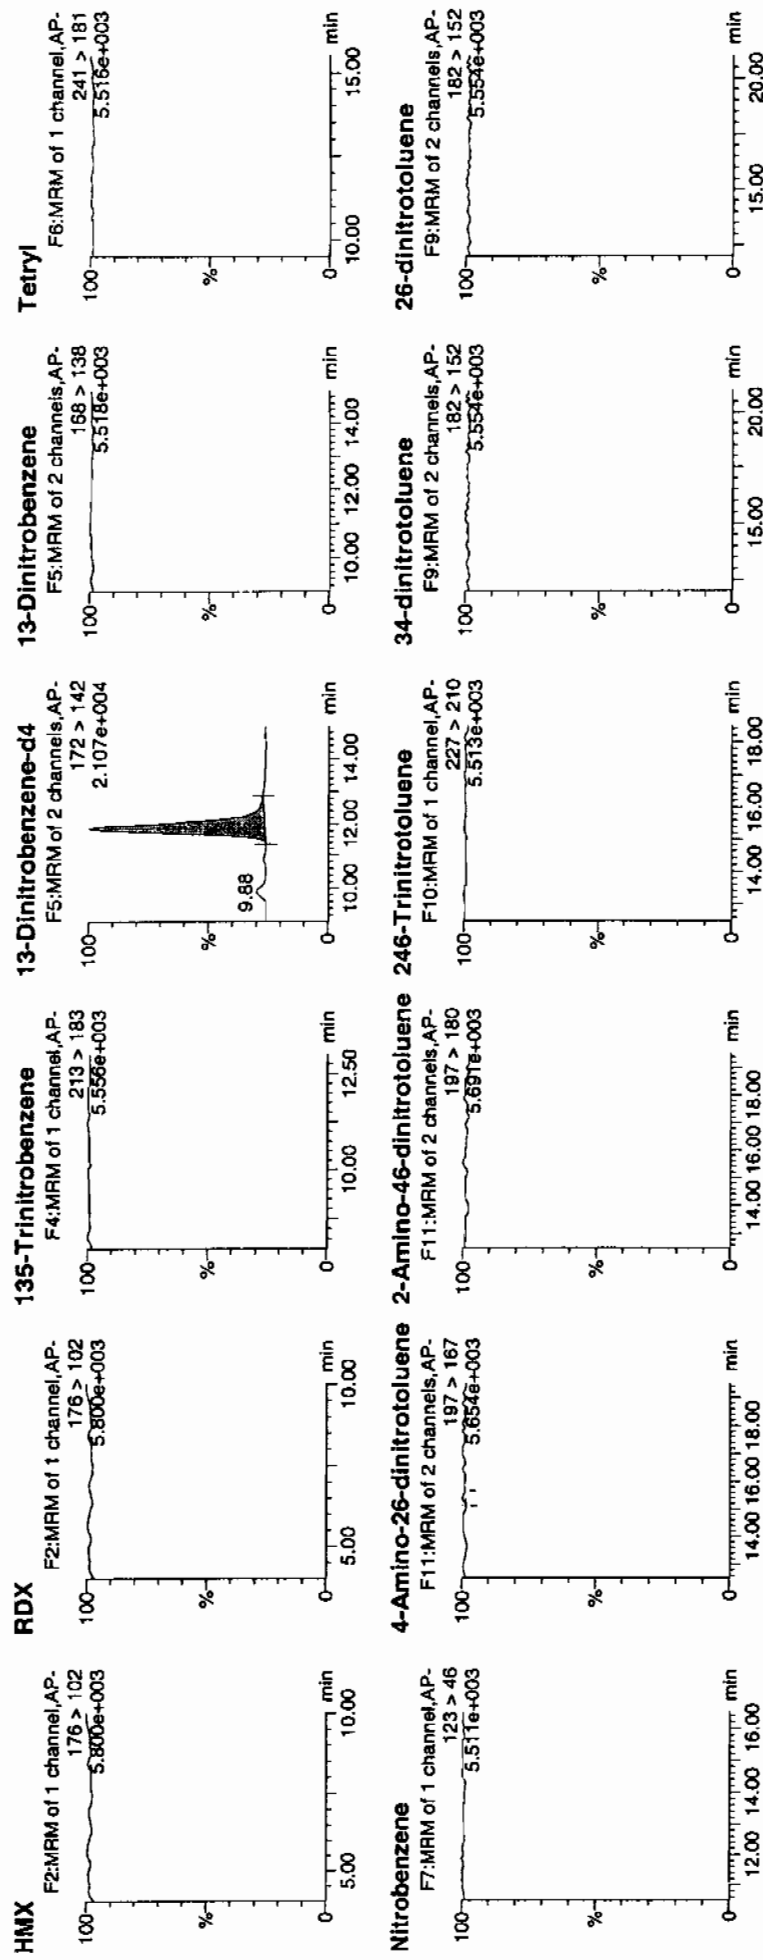 HMX
F2:MRM of 1 channel,AP-
176 > 102
5.800e+003
100
%
0
5.00
10.00
min
RDX
F2:MRM of 1 channel,AP-
176 > 102
5.800e+003
100
%
0
5.00
10.00
min
135-Trinitrobenzene
F4:MRM of 1 channel,AP-
213 > 183
5.556e+003
100
%
0
10.00
12.50
min
13-Dinitrobenzene-d4
F5:MRM of 2 channels,AP-
172 > 142
2.107e+004
100
%
9.88
0
10.00
12.00
14.00
min
13-Dinitrobenzene
F5:MRM of 2 channels,AP-
168 > 138
5.518e+003
100
%
0
10.00
12.00
14.00
min
Tetryl
F6:MRM of 1 channel,AP-
241 > 181
5.516e+003
100
%
0
10.00
15.00
min
Nitrobenzene
F7:MRM of 1 channel,AP-
123 > 46
5.511e+003
100
%
0
12.00
14.00
16.00
min
4-Amino-26-dinitrotoluene
F11:MRM of 2 channels,AP-
197 > 167
5.654e+003
100
%
0
14.00
16.00
18.00
min
2-Amino-46-dinitrotoluene
F11:MRM of 2 channels,AP-
197 > 180
5.691e+003
100
%
0
14.00
16.00
18.00
min
246-Trinitrotoluene
F10:MRM of 1 channel,AP-
227 > 210
5.513e+003
100
%
0
14.00
16.00
18.00
min
34-dinitrotoluene
F9:MRM of 2 channels,AP-
182 > 152
5.554e+003
100
%
0
15.00
20.00
min
26-dinitrotoluene
F9:MRM of 2 channels,AP-
182 > 152
5.554e+003
100
%
0
15.00
20.00
min